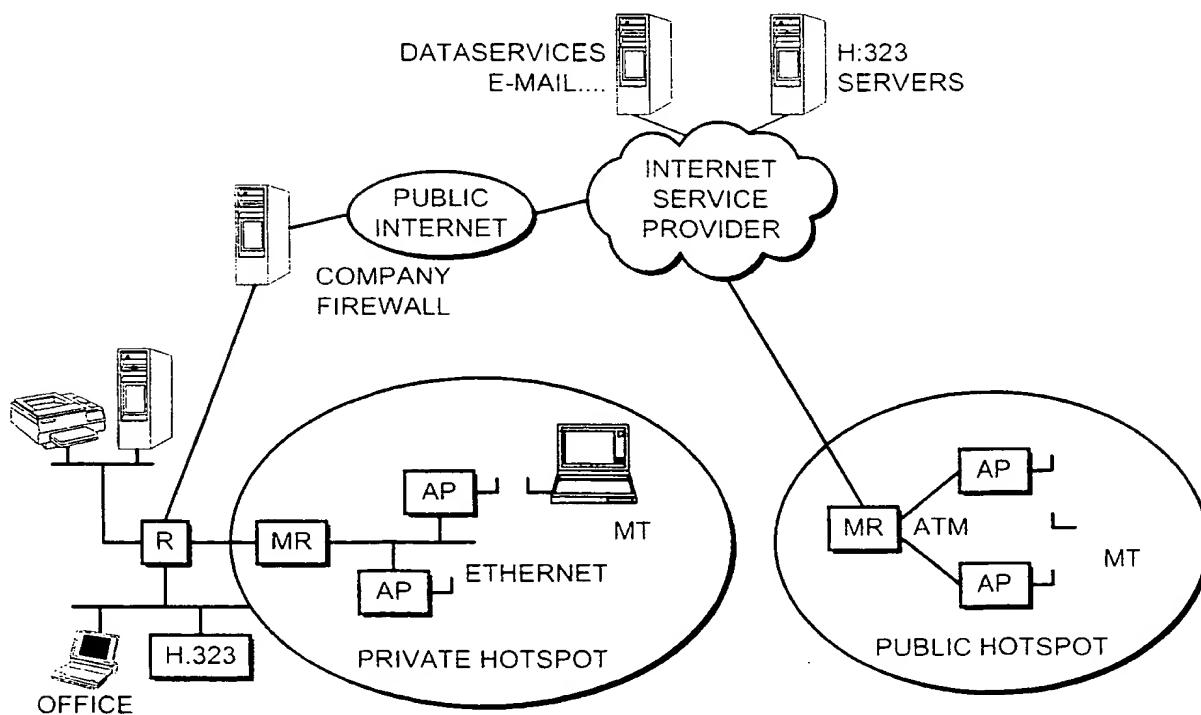 DATASERVICES
E-MAIL....
H:323
SERVERS
INTERNET
SERVICE
PROVIDER
PUBLIC
INTERNET
COMPANY
FIREWALL
AP
MT
R
MR
ETHERNET
AP
H.323
OFFICE
PRIVATE HOTSPOT
AP
MR
ATM
MT
AP
PUBLIC HOTSPOT